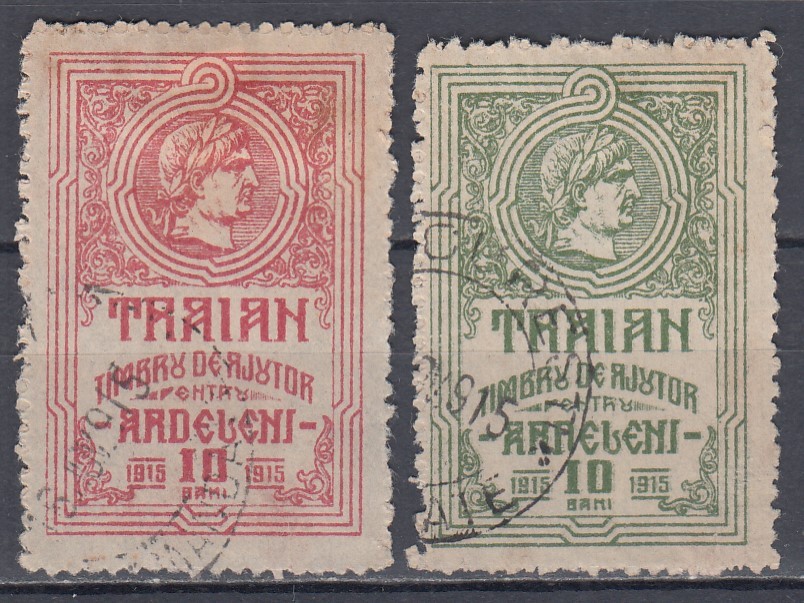 TRAIAN
TIMBRU DE AJUTOR
PENTRU
ARDELENI-
1915 10 1915
BANI
TRAIAN
TIMBRU DE AJUTOR
PENTRU
-ARDELENI-
1915 10 1915
BANI